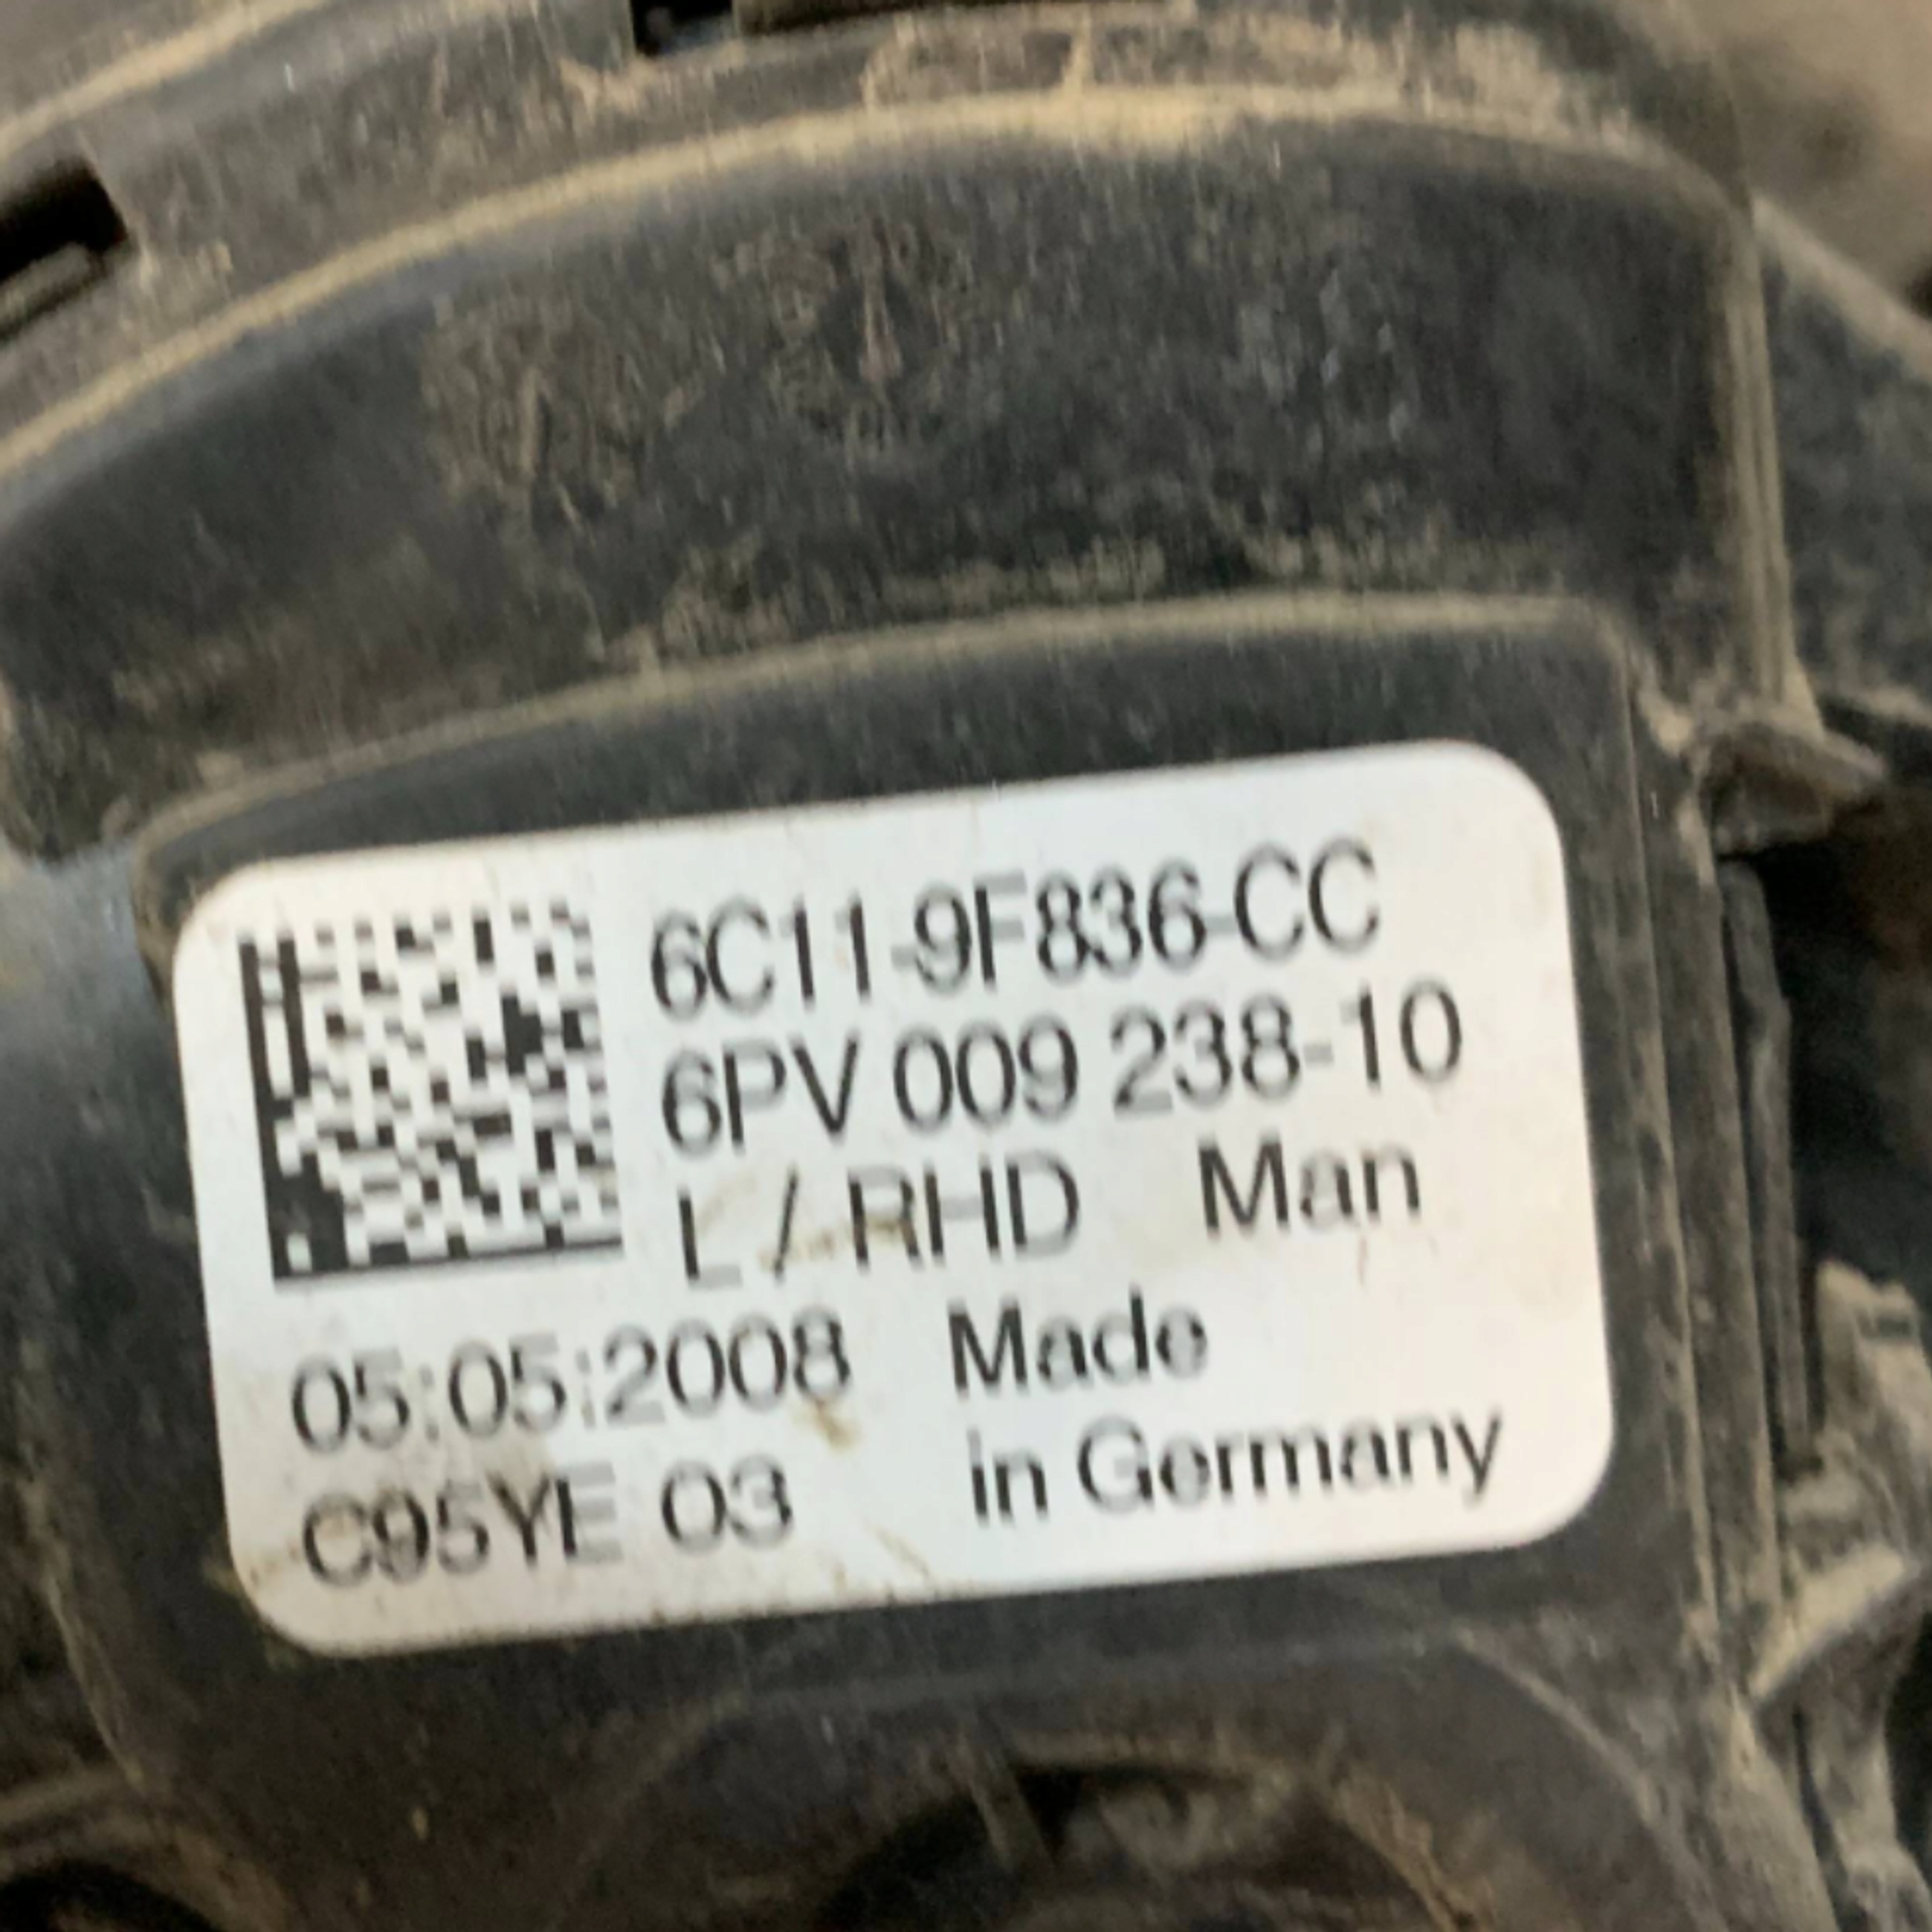 6C11-9F836-CC
6PV 009 238-10
L / RHD Man
05:05:2008 Made
C95YE 03 in Germany